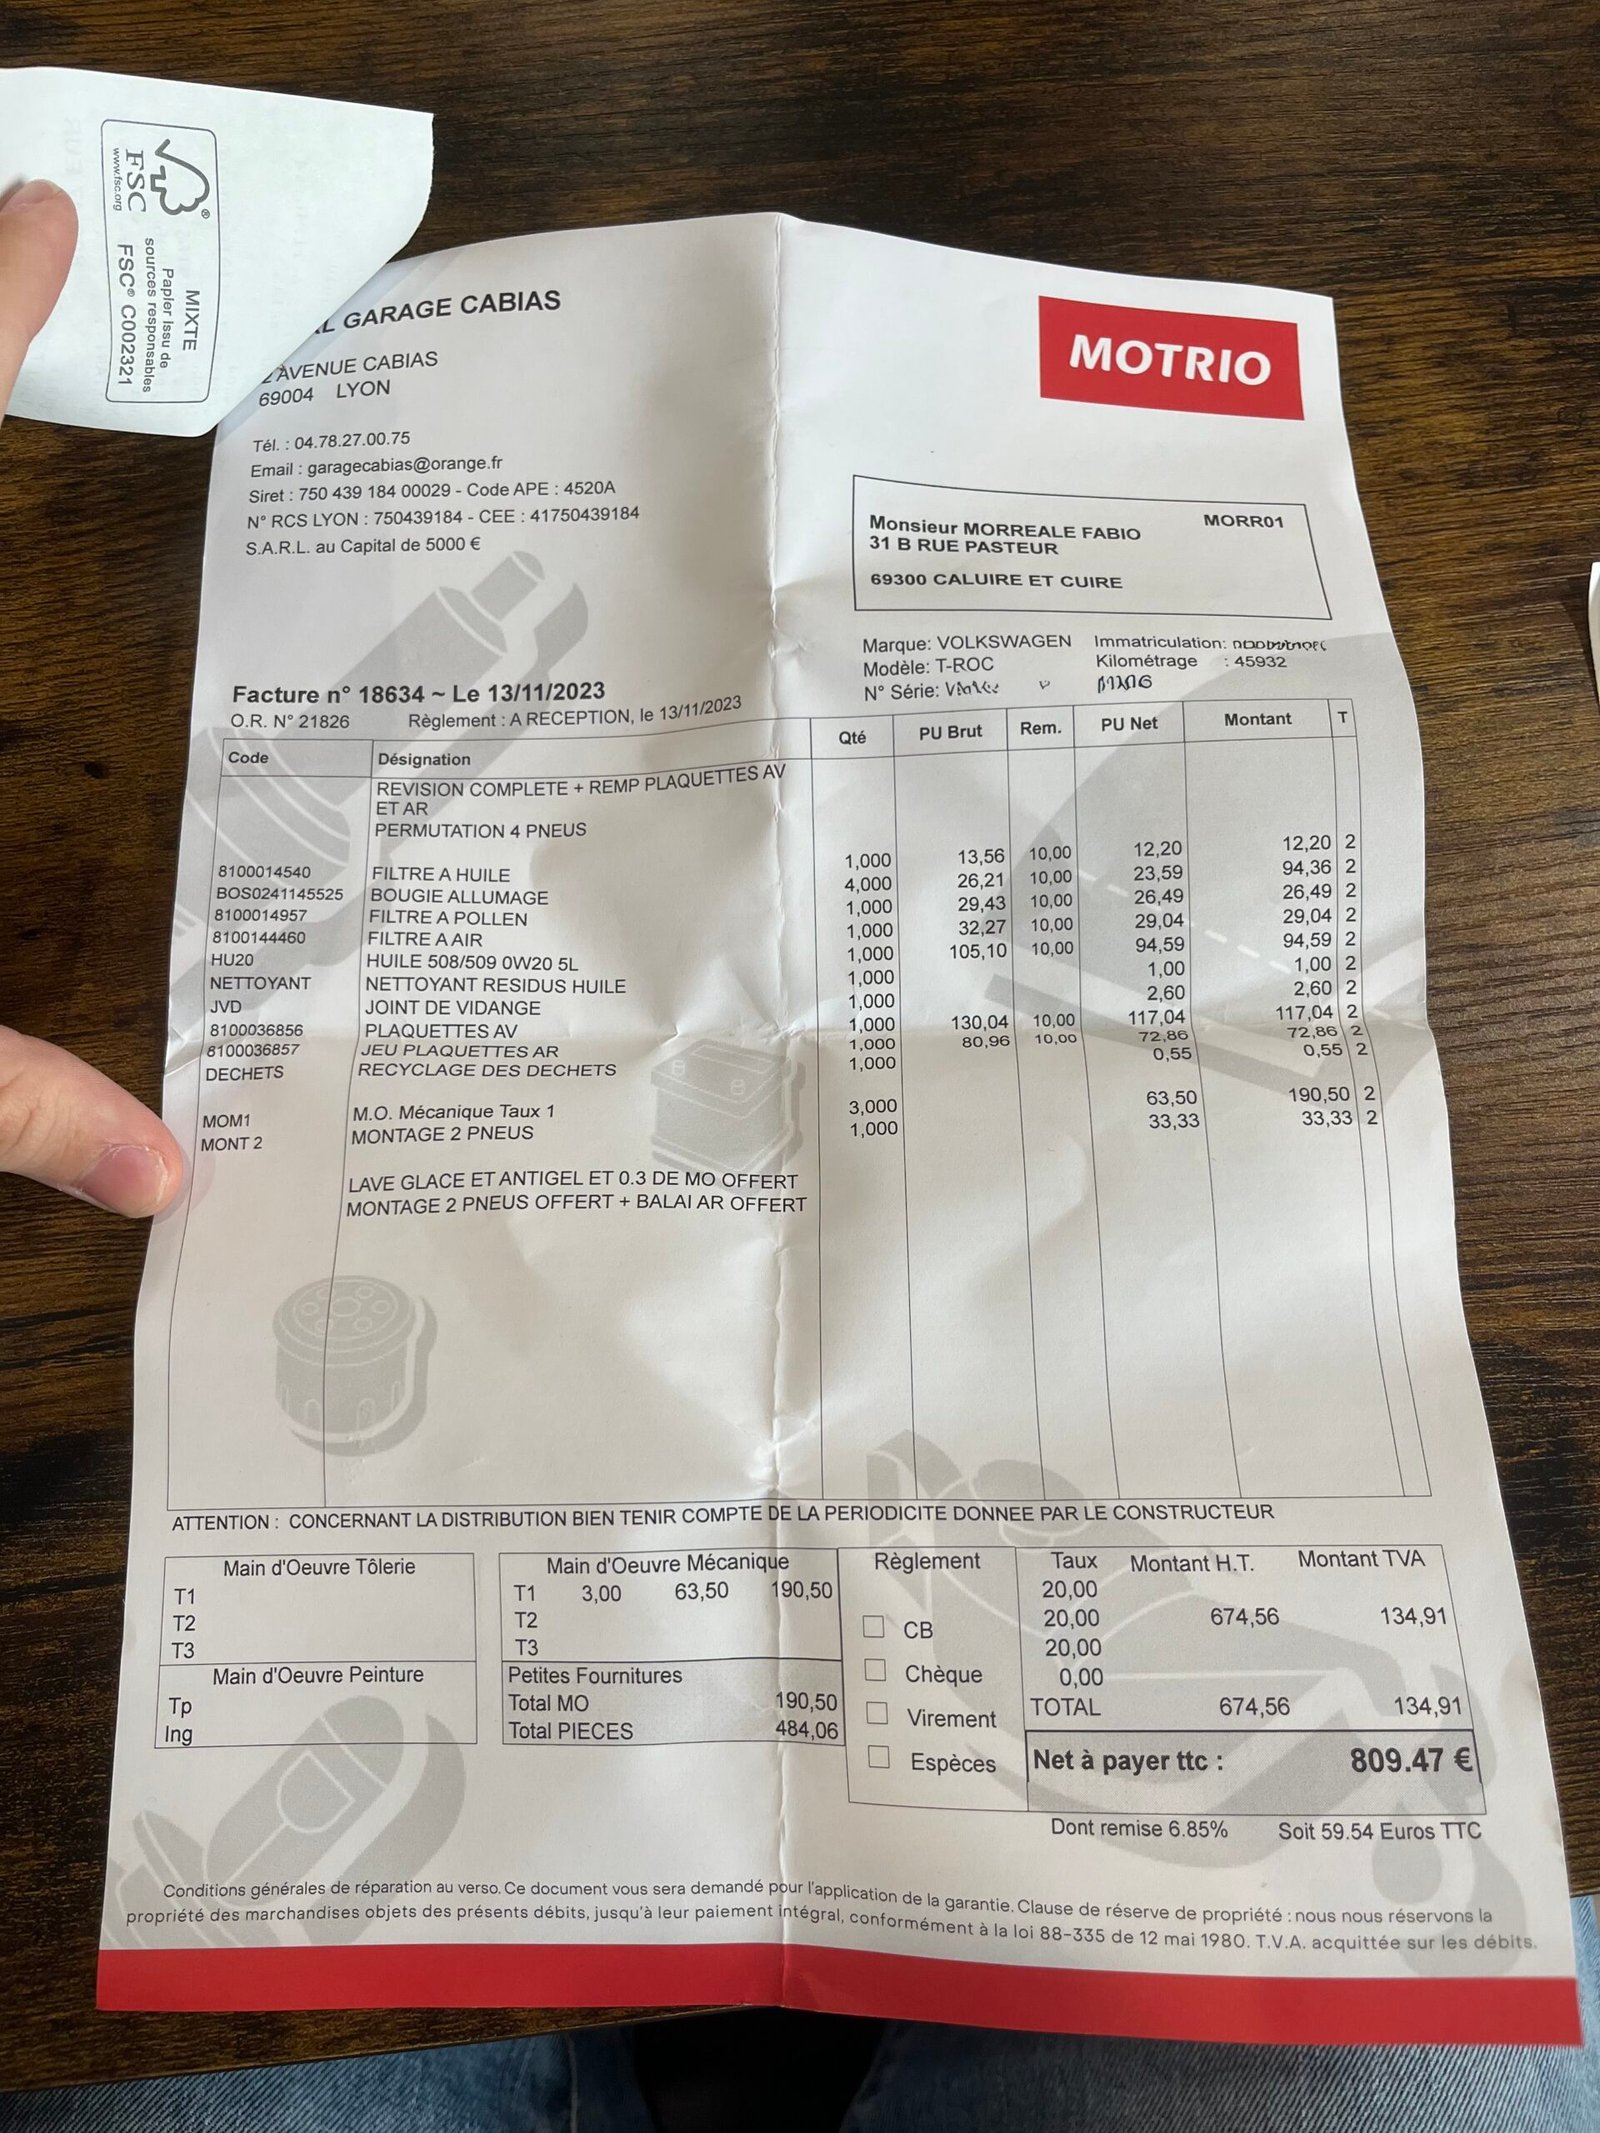 MIXTE
Papier issu de
sources responsables
FSC® C002321
FSC
www.fsc.org
®
GARAGE CABIAS
AVENUE CABIAS
69004 LYON
Tél. : 04.78.27.00.75
Email : garagecabias@orange.fr
Siret : 750 439 184 00029 - Code APE : 4520A
N° RCS LYON : 750439184 - CEE : 41750439184
S.A.R.L. au Capital de 5000 €
MOTRIO
Monsieur MORREALE FABIO MORR01
31 B RUE PASTEUR
69300 CALUIRE ET CUIRE
Marque: VOLKSWAGEN Immatriculation:
Modèle: T-ROC Kilométrage : 45932
N° Série:
Facture n° 18634 ~ Le 13/11/2023
O.R. N° 21826 Règlement : A RECEPTION, le 13/11/2023
Code Désignation Qté PU Brut Rem. PU Net Montant T
REVISION COMPLETE + REMP PLAQUETTES AV
ET AR
PERMUTATION 4 PNEUS
8100014540 FILTRE A HUILE 1,000 13,56 10,00 12,20 12,20 2
BOS0241145525 BOUGIE ALLUMAGE 4,000 26,21 10,00 23,59 94,36 2
8100014957 FILTRE A POLLEN 1,000 29,43 10,00 26,49 26,49 2
8100144460 FILTRE A AIR 1,000 32,27 10,00 29,04 29,04 2
HU20 HUILE 508/509 0W20 5L 1,000 105,10 10,00 94,59 94,59 2
NETTOYANT NETTOYANT RESIDUS HUILE 1,000 1,00 1,00 2
JVD JOINT DE VIDANGE 1,000 2,60 2,60 2
8100036856 PLAQUETTES AV 1,000 130,04 10,00 117,04 117,04 2
8100036857 JEU PLAQUETTES AR 1,000 80,96 10,00 72,86 72,86 2
DECHETS RECYCLAGE DES DECHETS 1,000 0,55 0,55 2
MOM1 M.O. Mécanique Taux 1 3,000 63,50 190,50 2
MONT 2 MONTAGE 2 PNEUS 1,000 33,33 33,33 2
LAVE GLACE ET ANTIGEL ET 0.3 DE MO OFFERT
MONTAGE 2 PNEUS OFFERT + BALAI AR OFFERT
ATTENTION : CONCERNANT LA DISTRIBUTION BIEN TENIR COMPTE DE LA PERIODICITE DONNEE PAR LE CONSTRUCTEUR
Main d'Oeuvre Tôlerie
T1
T2
T3
Main d'Oeuvre Peinture
Tp
Ing
Main d'Oeuvre Mécanique
T1 3,00 63,50 190,50
T2
T3
Petites Fournitures
Total MO 190,50
Total PIECES 484,06
Règlement
CB
Chèque
Virement
Espèces
Taux Montant H.T. Montant TVA
20,00
20,00 674,56 134,91
20,00
0,00
TOTAL 674,56 134,91
Net à payer ttc : 809.47 €
Dont remise 6.85% Soit 59.54 Euros TTC
Conditions générales de réparation au verso. Ce document vous sera demandé pour l'application de la garantie. Clause de réserve de propriété : nous nous réservons la
propriété des marchandises objets des présents débits, jusqu'à leur paiement intégral, conformément à la loi 88-335 de 12 mai 1980. T.V.A. acquittée sur les débits.